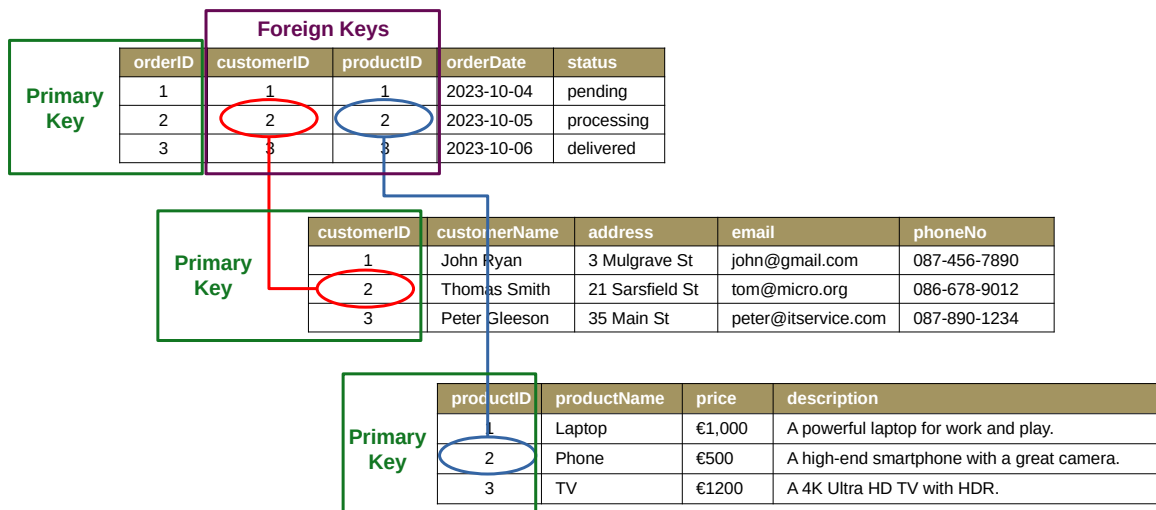 Foreign Keys
Primary Key
orderID customerID productID orderDate status
1 1 1 2023-10-04 pending
2 2 2 2023-10-05 processing
3 3 3 2023-10-06 delivered
Primary Key
customerID customerName address email phoneNo
1 John Ryan 3 Mulgrave St john@gmail.com 087-456-7890
2 Thomas Smith 21 Sarsfield St tom@micro.org 086-678-9012
3 Peter Gleeson 35 Main St peter@itservice.com 087-890-1234
Primary Key
productID productName price description
1 Laptop €1,000 A powerful laptop for work and play.
2 Phone €500 A high-end smartphone with a great camera.
3 TV €1200 A 4K Ultra HD TV with HDR.